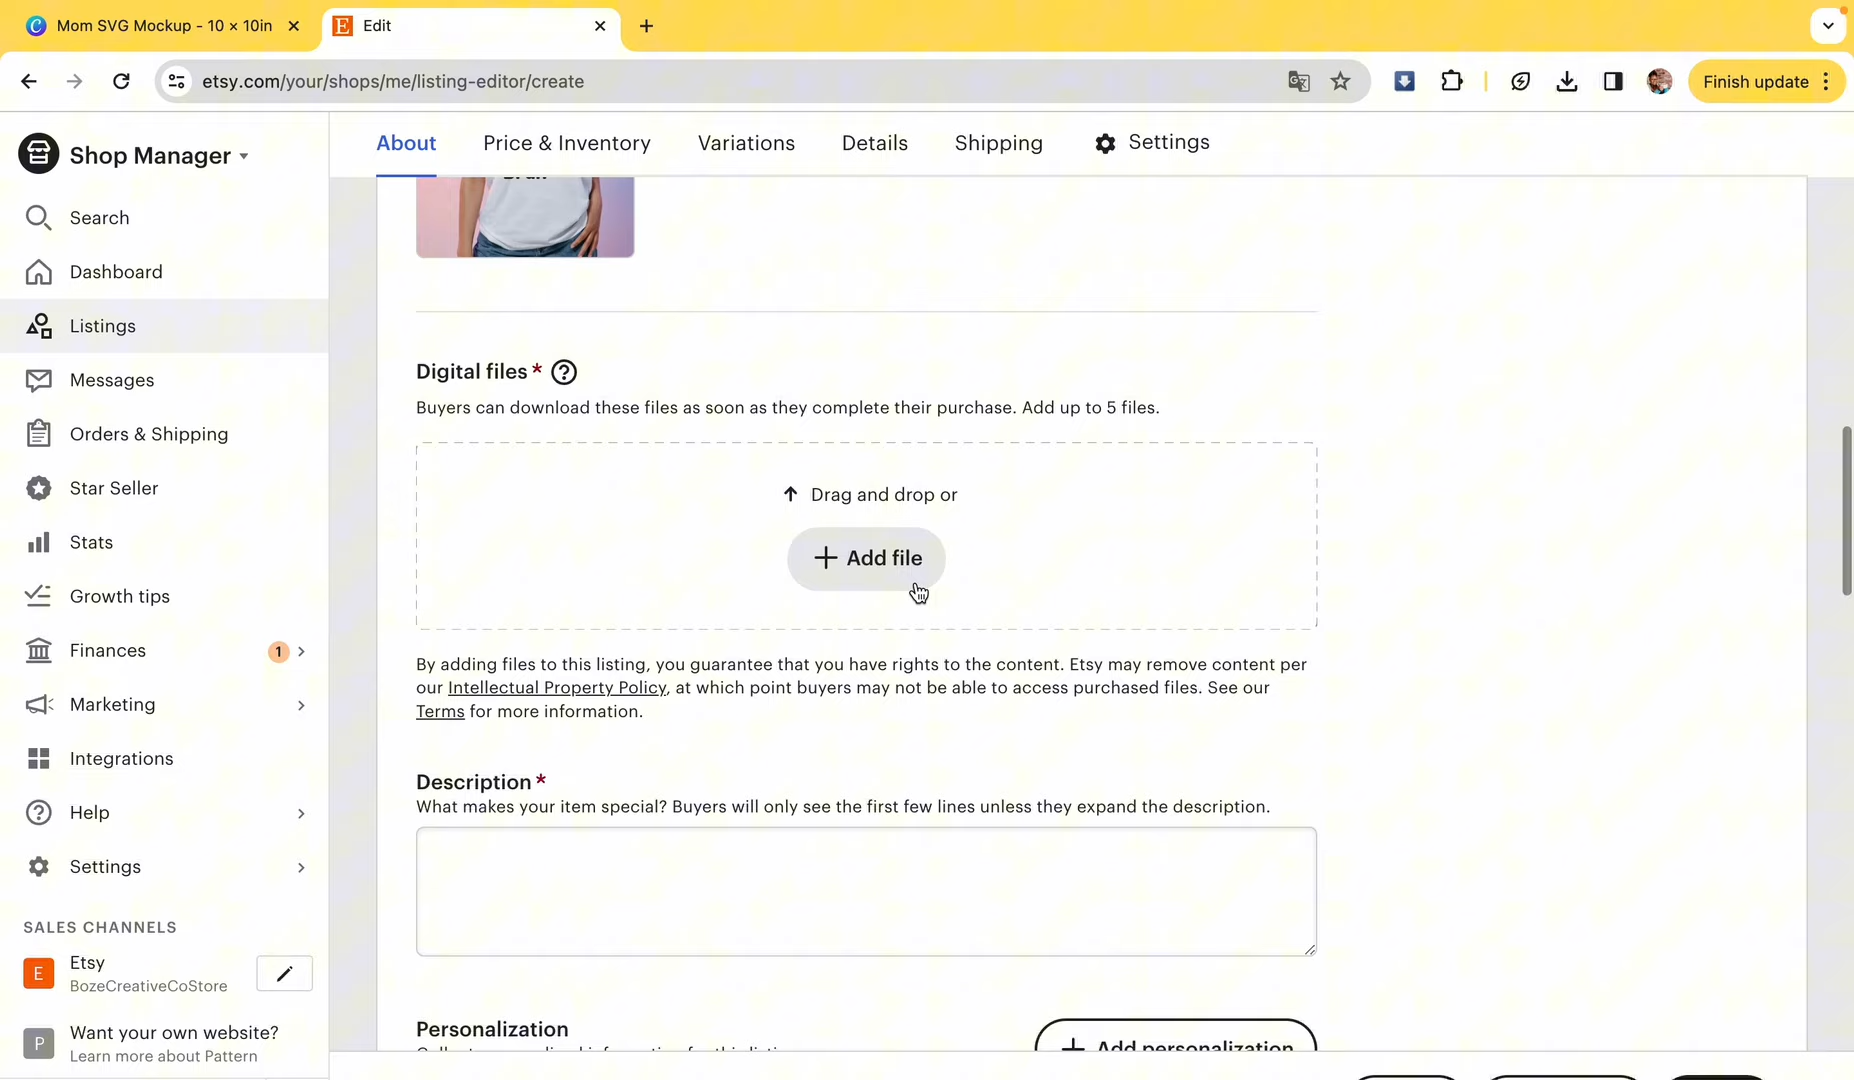 Mom SVG Mockup - 10 × 10in
Edit
etsy.com/your/shops/me/listing-editor/create
Finish update
Shop Manager
Search
Dashboard
Listings
Messages
Orders & Shipping
Star Seller
Stats
Growth tips
Finances 1
Marketing
Integrations
Help
Settings
SALES CHANNELS
E
Etsy
BozeCreativeCoStore
P
Want your own website?
Learn more about Pattern
About Price & Inventory Variations Details Shipping Settings
Digital files *
Buyers can download these files as soon as they complete their purchase. Add up to 5 files.
Drag and drop or
Add file
By adding files to this listing, you guarantee that you have rights to the content. Etsy may remove content per
our Intellectual Property Policy, at which point buyers may not be able to access purchased files. See our
Terms for more information.
Description *
What makes your item special? Buyers will only see the first few lines unless they expand the description.
Personalization
Add personalization